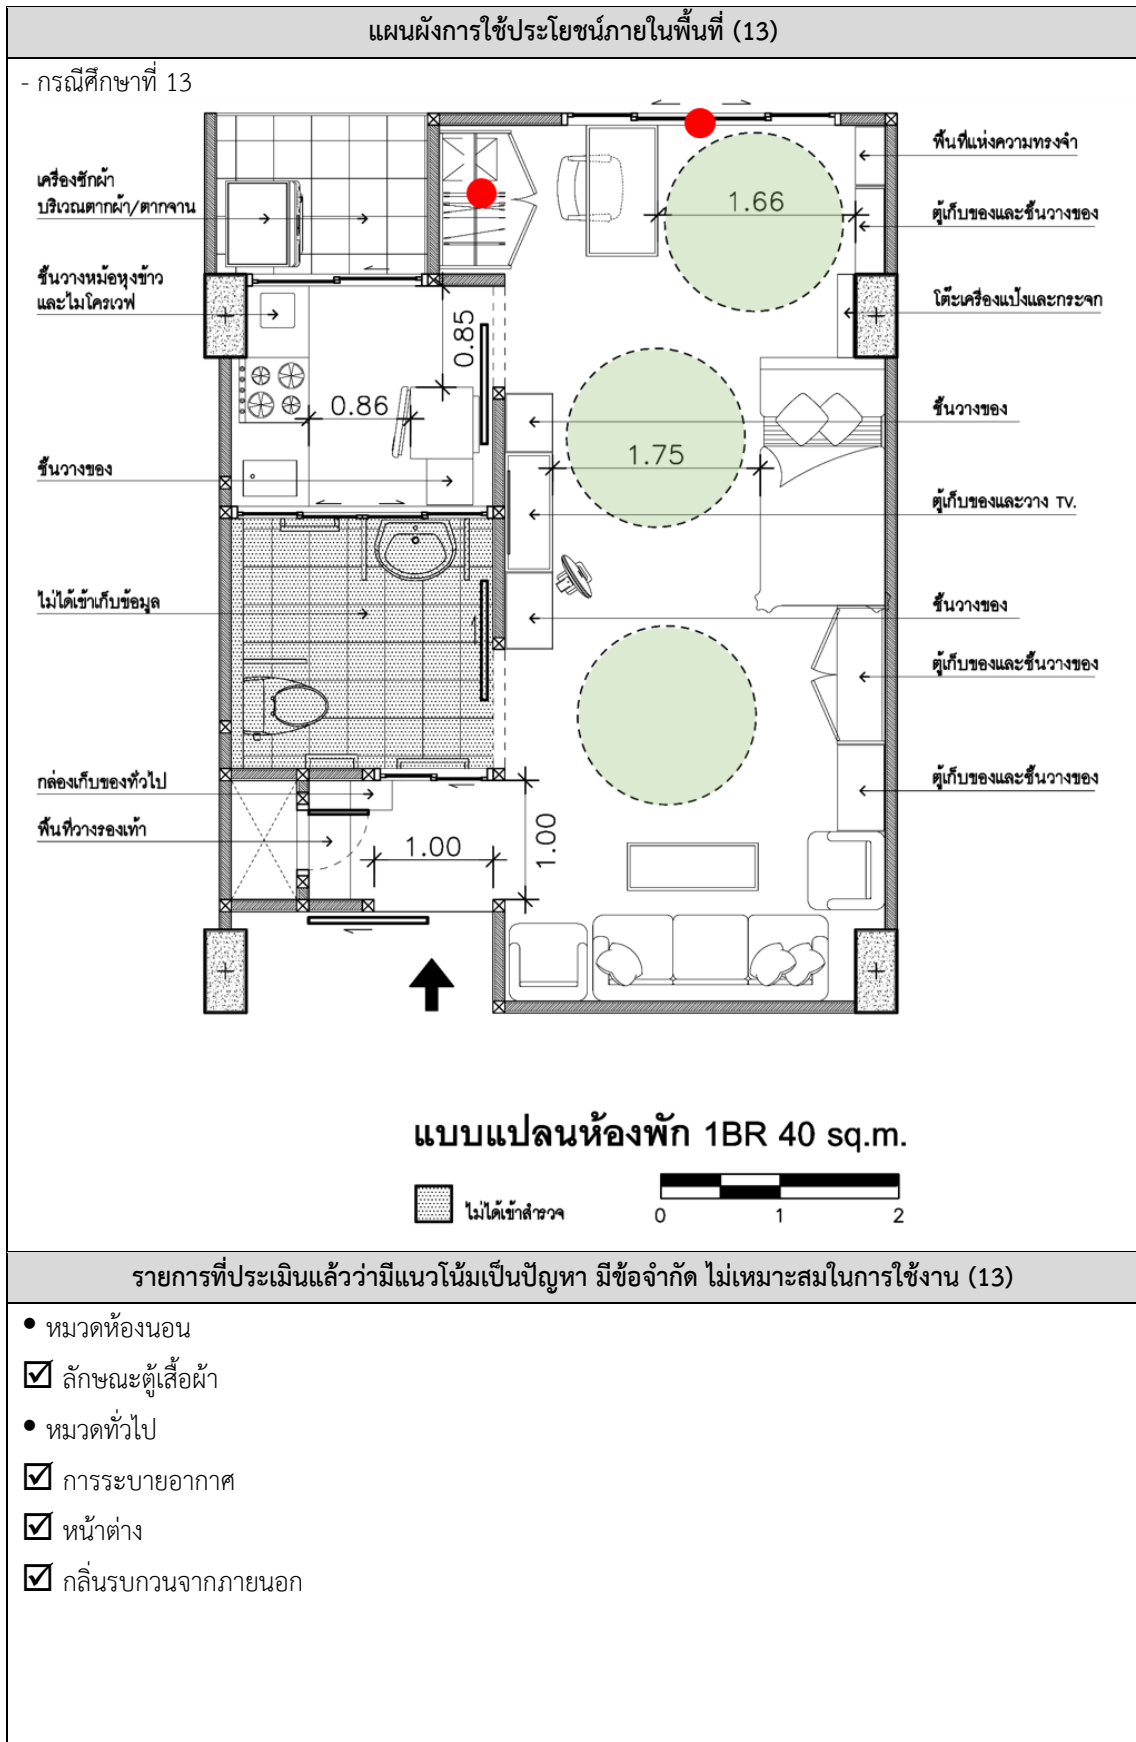 แผนผังการใช้ประโยชน์ภายในพื้นที่ (13)
- กรณีศึกษาที่ 13
เครื่องซักผ้า
บริเวณตากผ้า/ตากจาน
ชั้นวางหม้อหุงข้าว
และไมโครเวฟ
ชั้นวางของ
ไม่ได้เข้าเก็บข้อมูล
กล่องเก็บของทั่วไป
พื้นที่วางรองเท้า
1.66
0.85
0.86
1.75
1.00
1.00
พื้นที่แห่งความทรงจำ
ตู้เก็บของและชั้นวางของ
โต๊ะเครื่องแป้งและกระจก
ชั้นวางของ
ตู้เก็บของและวาง TV.
ชั้นวางของ
ตู้เก็บของและชั้นวางของ
ตู้เก็บของและชั้นวางของ
แบบแปลนห้องพัก 1BR 40 sq.m.
ไม่ได้เข้าสำรวจ
0 1 2
รายการที่ประเมินแล้วว่ามีแนวโน้มเป็นปัญหา มีข้อจำกัด ไม่เหมาะสมในการใช้งาน (13)
• หมวดห้องนอน
☑ ลักษณะตู้เสื้อผ้า
• หมวดทั่วไป
☑ การระบายอากาศ
☑ หน้าต่าง
☑ กลิ่นรบกวนจากภายนอก